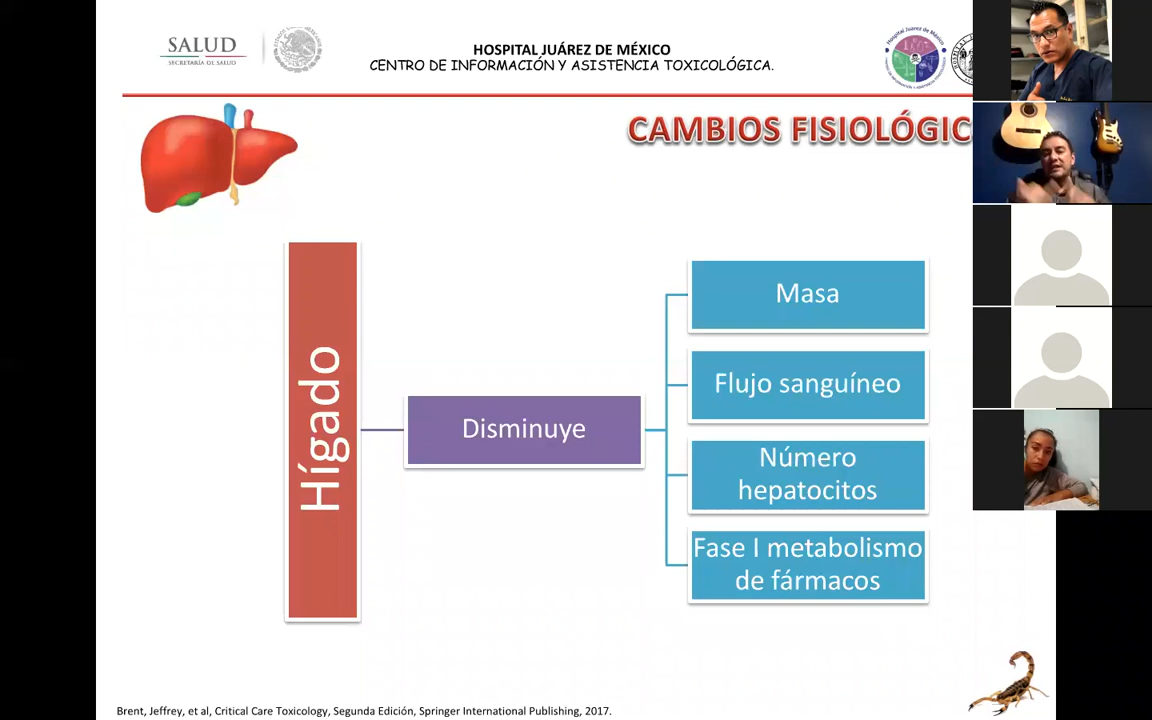 SALUD
SECRETARÍA DE SALUD
HOSPITAL JUÁREZ DE MÉXICO
CENTRO DE INFORMACIÓN Y ASISTENCIA TOXICOLÓGICA.
CAMBIOS FISIOLÓGIC
Hígado
Disminuye
Masa
Flujo sanguíneo
Número
hepatocitos
Fase I metabolismo
de fármacos
Brent, Jeffrey, et al, Critical Care Toxicology, Segunda Edición, Springer International Publishing, 2017.